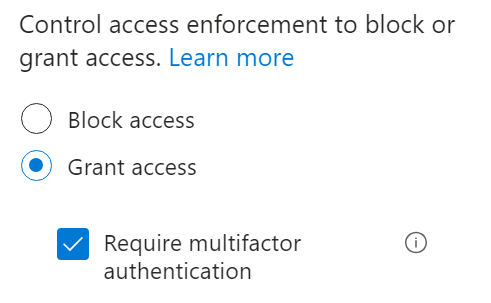 Control access enforcement to block or
grant access. Learn more
Block access
Grant access
Require multifactor
authentication